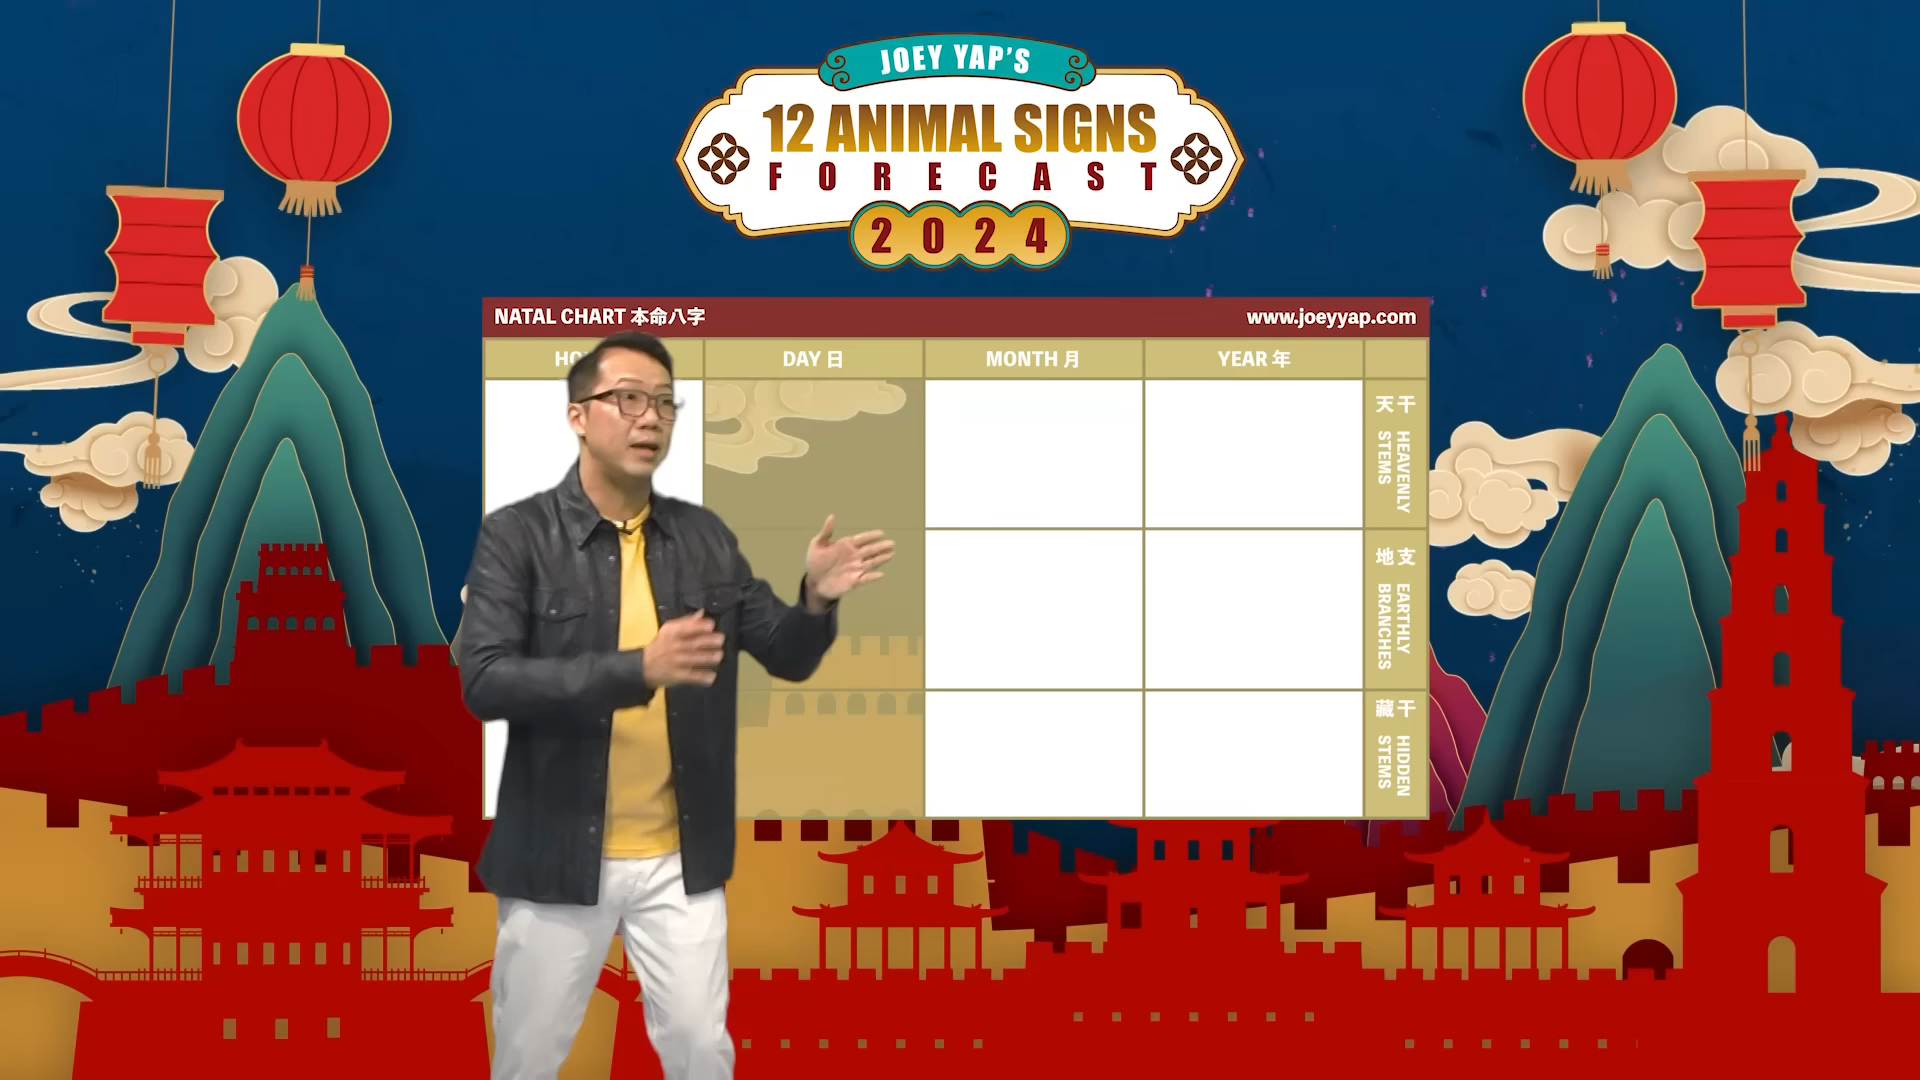 JOEY YAP'S
12 ANIMAL SIGNS
FORECAST
2024
NATAL CHART 本命八字
www.joeyyap.com
DAY 日
MONTH 月
YEAR 年
天干
HEAVENLY
STEMS
地支
EARTHLY
BRANCHES
藏干
HIDDEN
STEMS